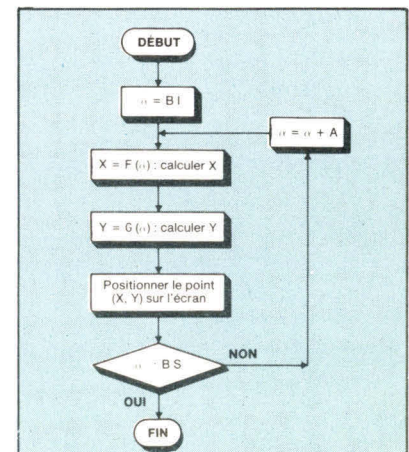 DÉBUT
α = B I
α = α + A
X = F (α) : calculer X
Y = G (α) : calculer Y
Positionner le point
(X, Y) sur l'écran
α B S
NON
OUI
FIN